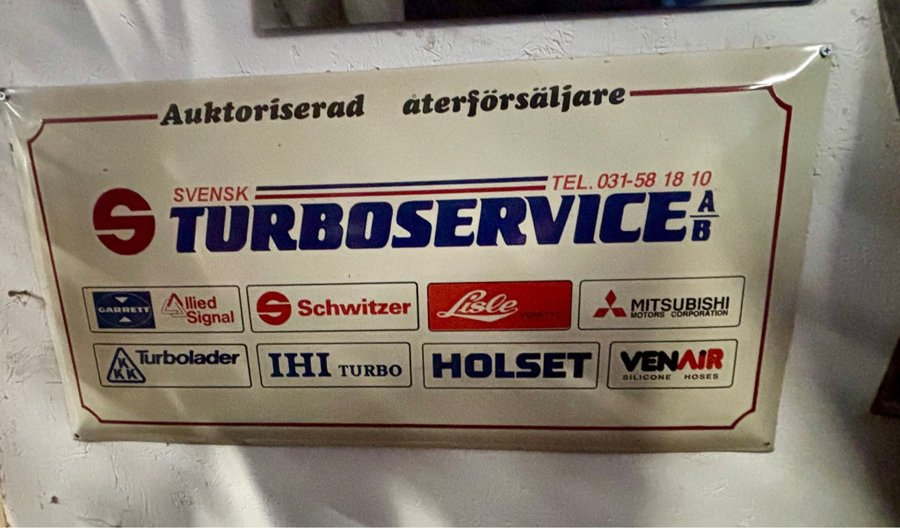 Auktoriserad återförsäljare
SVENSK TEL. 031-58 18 10
S TURBOSERVICE A/B
GARRETT Allied Signal
S Schwitzer
Lisle
MITSUBISHI
MOTORS CORPORATION
KKK Turbolader
IHI TURBO
HOLSET
VENAIR
SILICONE HOSES